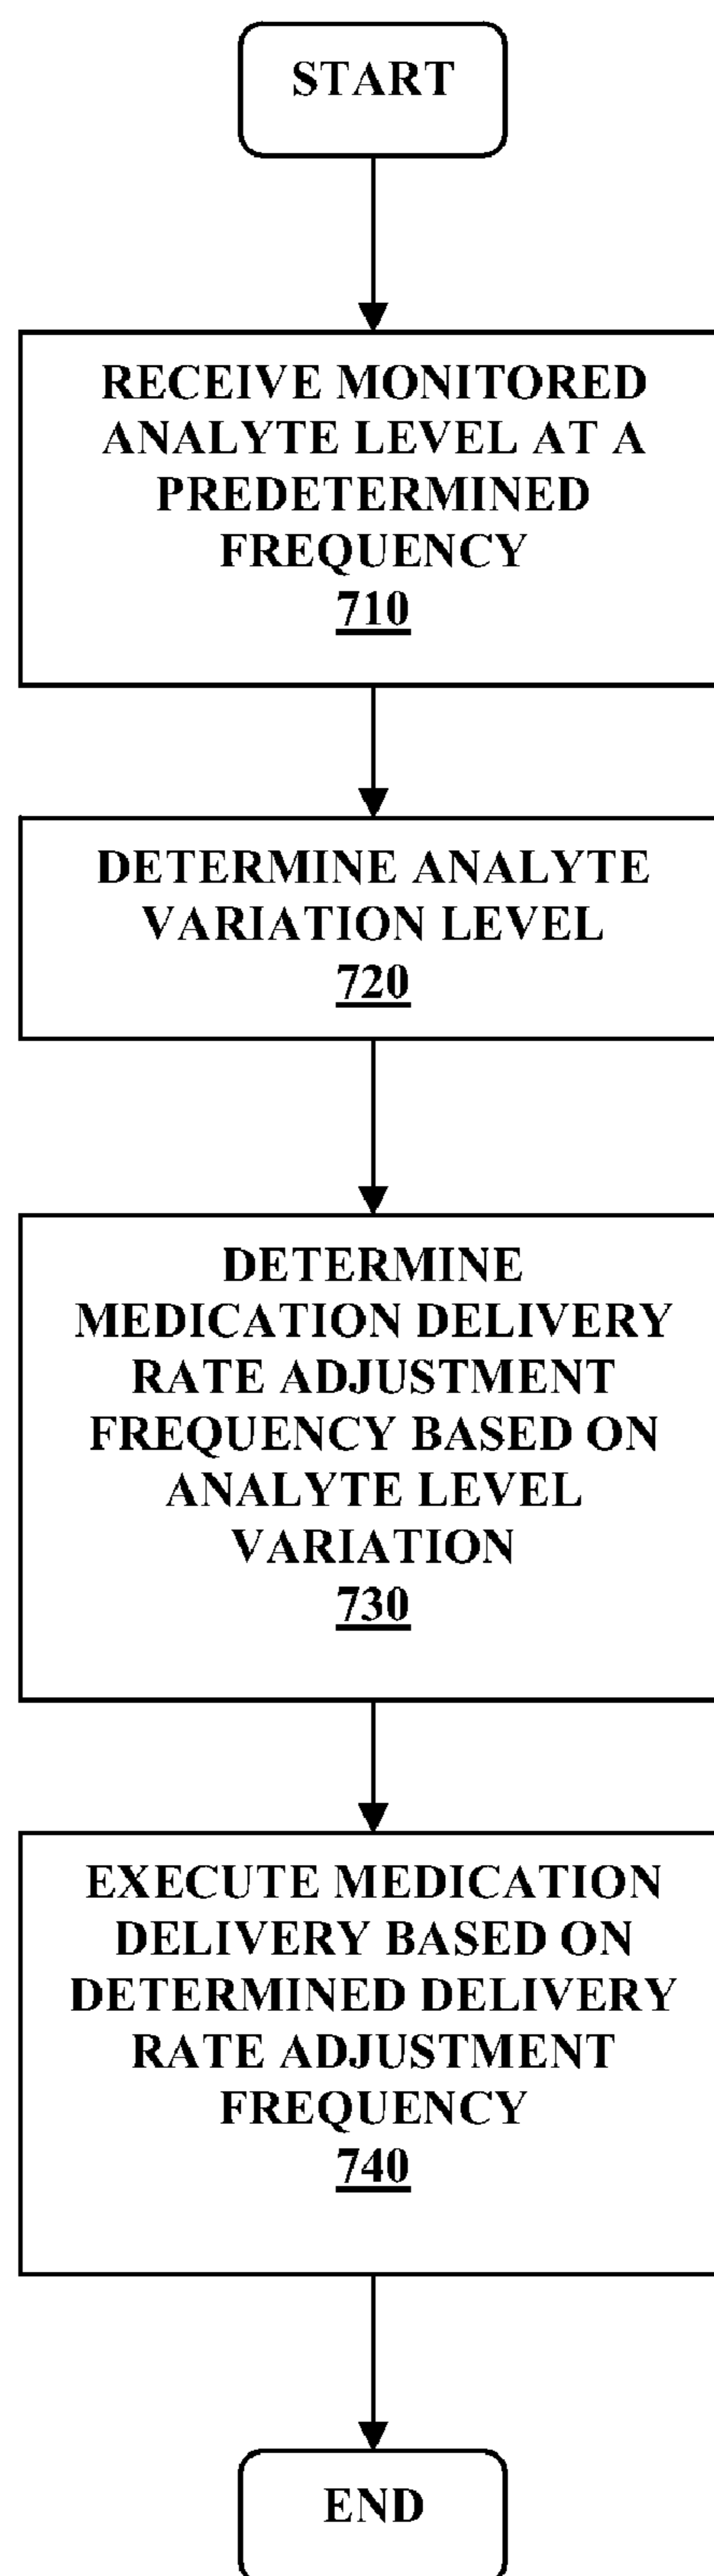 START
RECEIVE MONITORED
ANALYTE LEVEL AT A
PREDETERMINED
FREQUENCY
710
DETERMINE ANALYTE
VARIATION LEVEL
720
DETERMINE
MEDICATION DELIVERY
RATE ADJUSTMENT
FREQUENCY BASED ON
ANALYTE LEVEL
VARIATION
730
EXECUTE MEDICATION
DELIVERY BASED ON
DETERMINED DELIVERY
RATE ADJUSTMENT
FREQUENCY
740
END